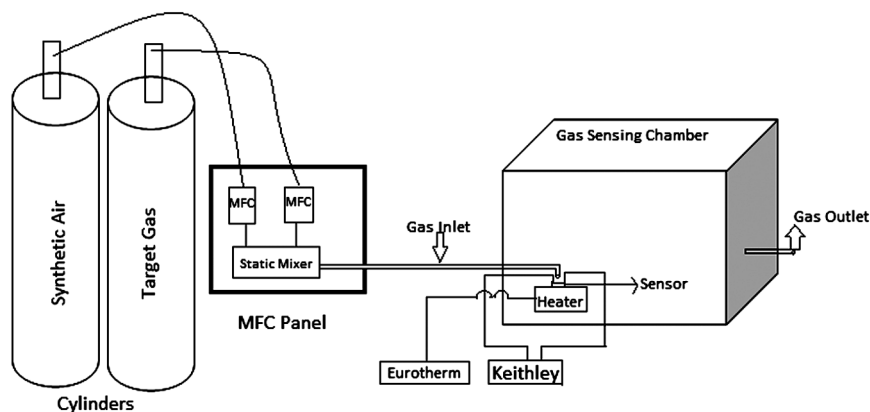 Synthetic Air
Target Gas
Cylinders
MFC
MFC
Static Mixer
MFC Panel
Gas Inlet
Gas Sensing Chamber
Gas Outlet
Sensor
Heater
Eurotherm
Keithley